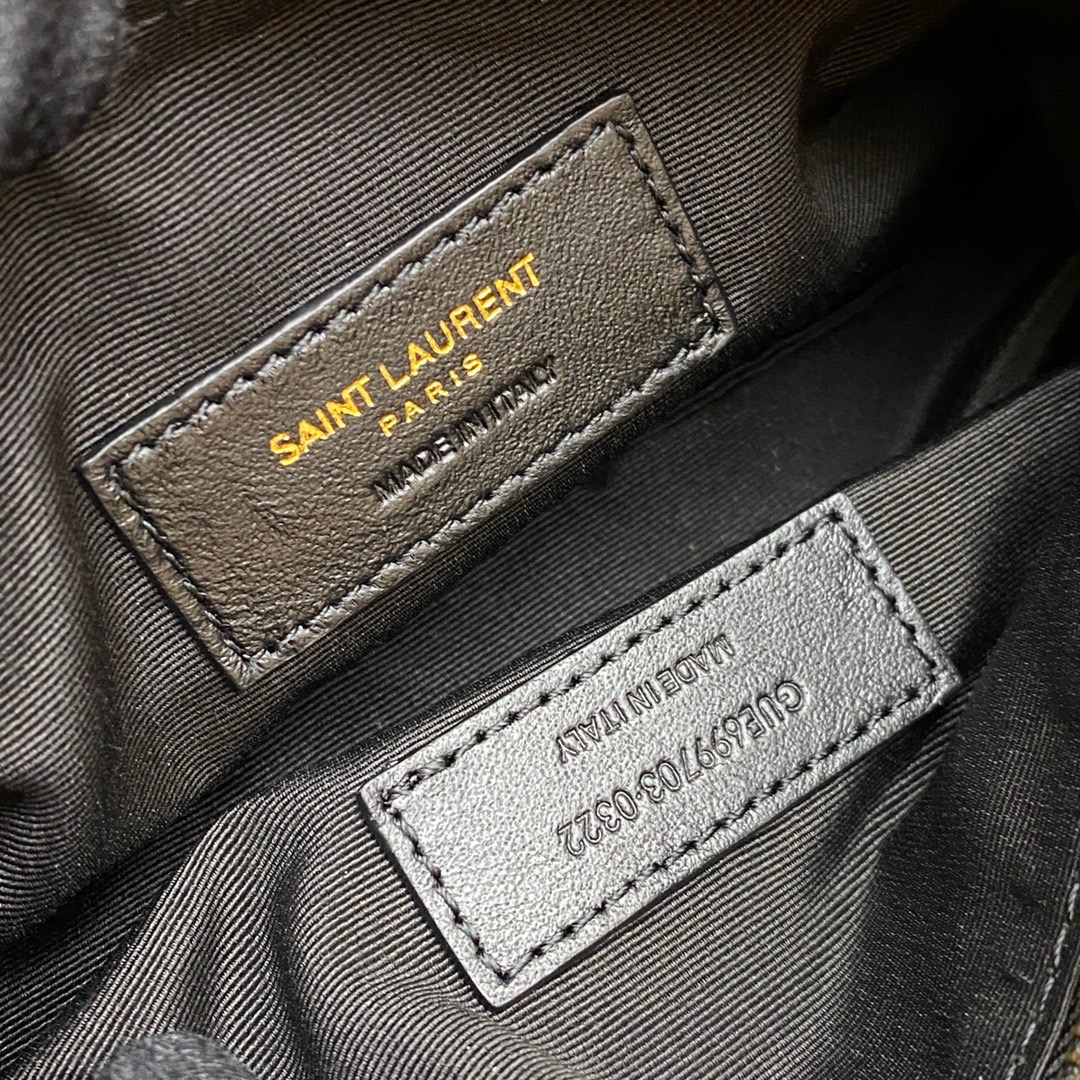 SAINT LAURENT
PARIS
MADE IN ITALY
GUE699703·0322
MADE IN ITALY